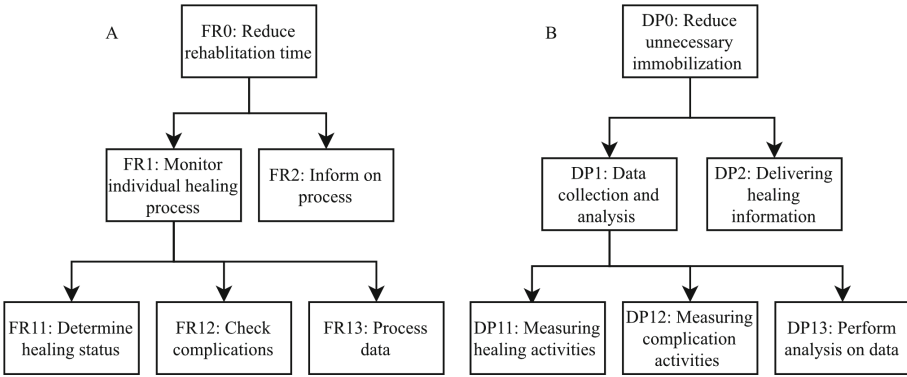 A
FR0: Reduce
rehablitation time
FR1: Monitor
individual healing
process
FR2: Inform on
process
FR11: Determine
healing status
FR12: Check
complications
FR13: Process
data
B
DP0: Reduce
unnecessary
immobilization
DP1: Data
collection and
analysis
DP2: Delivering
healing
information
DP11: Measuring
healing activities
DP12: Measuring
complication
activities
DP13: Perform
analysis on data